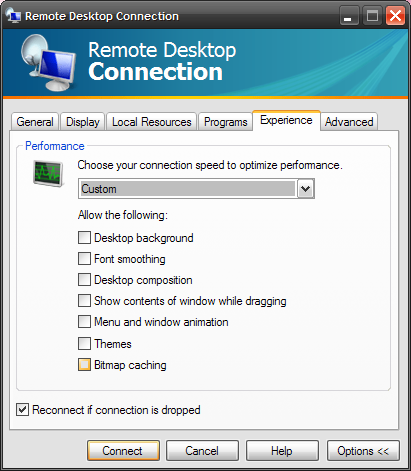 Remote Desktop Connection
Remote Desktop
Connection
General Display Local Resources Programs Experience Advanced
Performance
Choose your connection speed to optimize performance.
Custom
Allow the following:
Desktop background
Font smoothing
Desktop composition
Show contents of window while dragging
Menu and window animation
Themes
Bitmap caching
Reconnect if connection is dropped
Connect Cancel Help Options <<